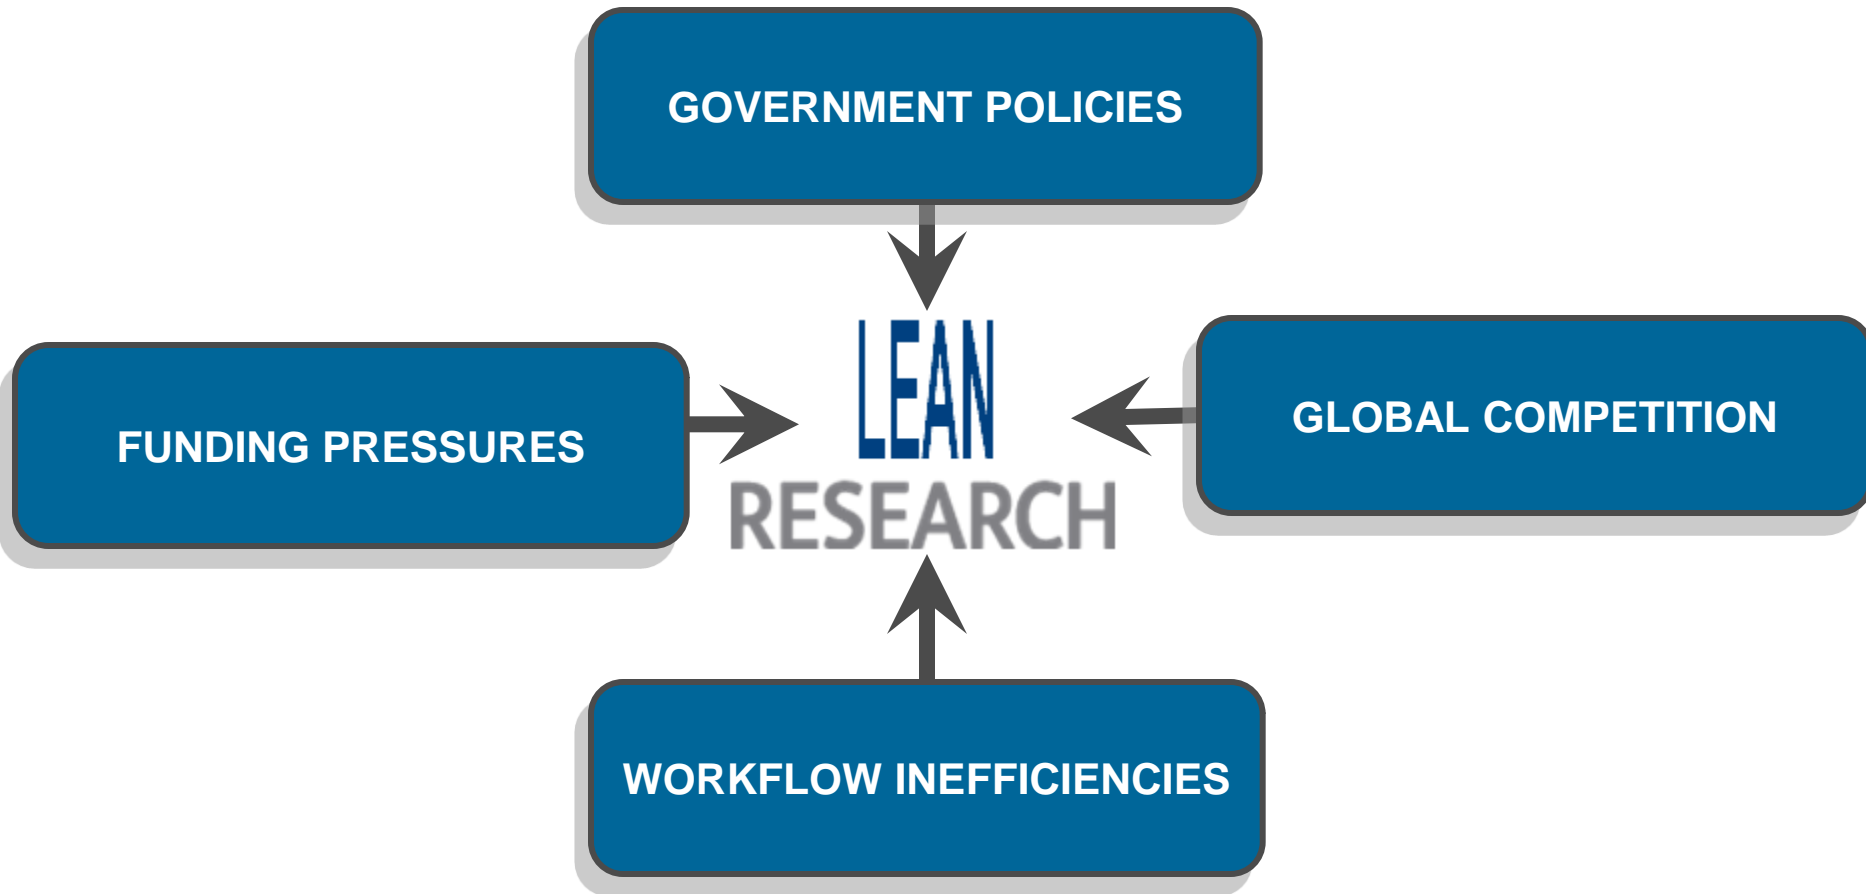 GOVERNMENT POLICIES
FUNDING PRESSURES
LEAN
RESEARCH
GLOBAL COMPETITION
WORKFLOW INEFFICIENCIES